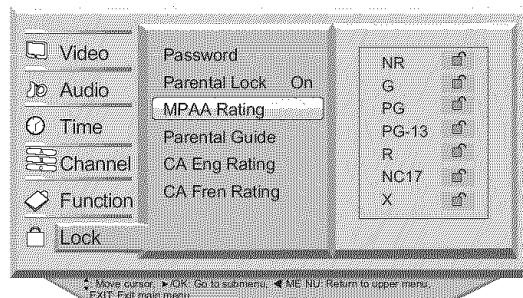 Video
Audio
Time
Channel
Function
Lock
Password
Parental Lock On
MPAA Rating
Parental Guide
CA Eng Rating
CA Fren Rating
NR
G
PG
PG-13
R
NC17
X
Move cursor, ►/OK: Go to submenu, ◄ ME NU: Return to upper menu,
EXIT: Exit main menu